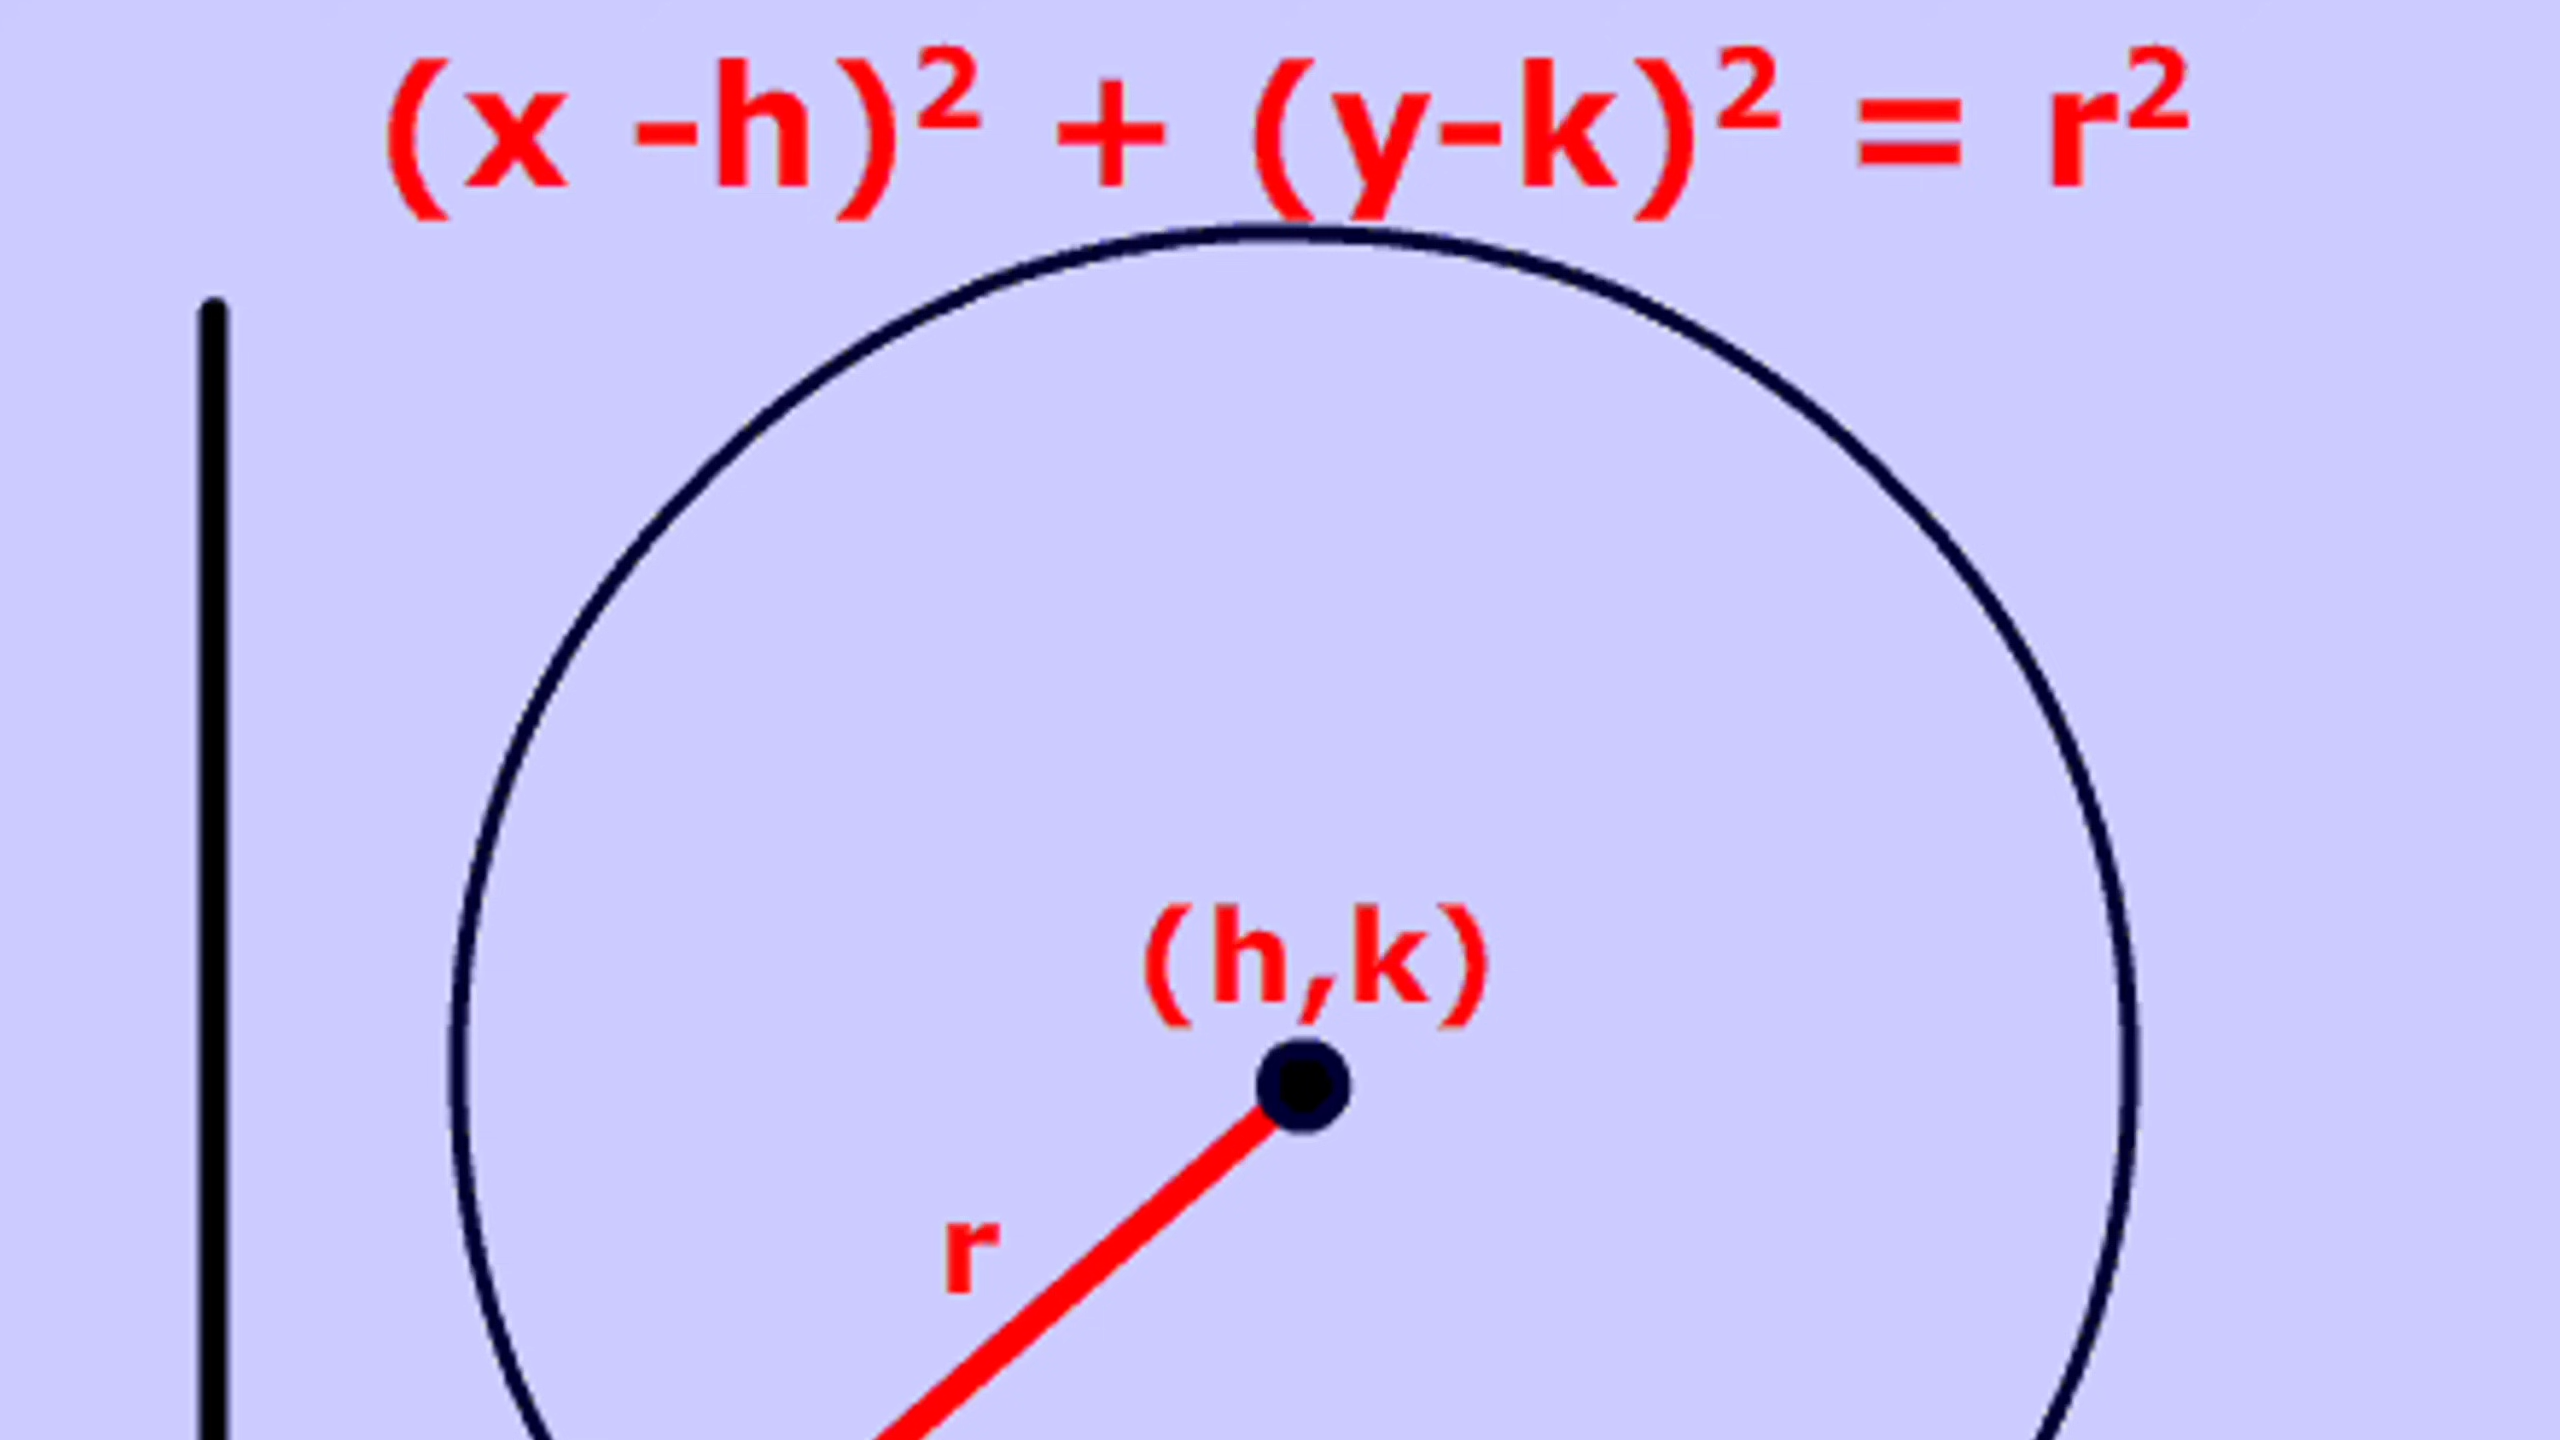 (x -h)² + (y-k)² = r²
(h,k)
r